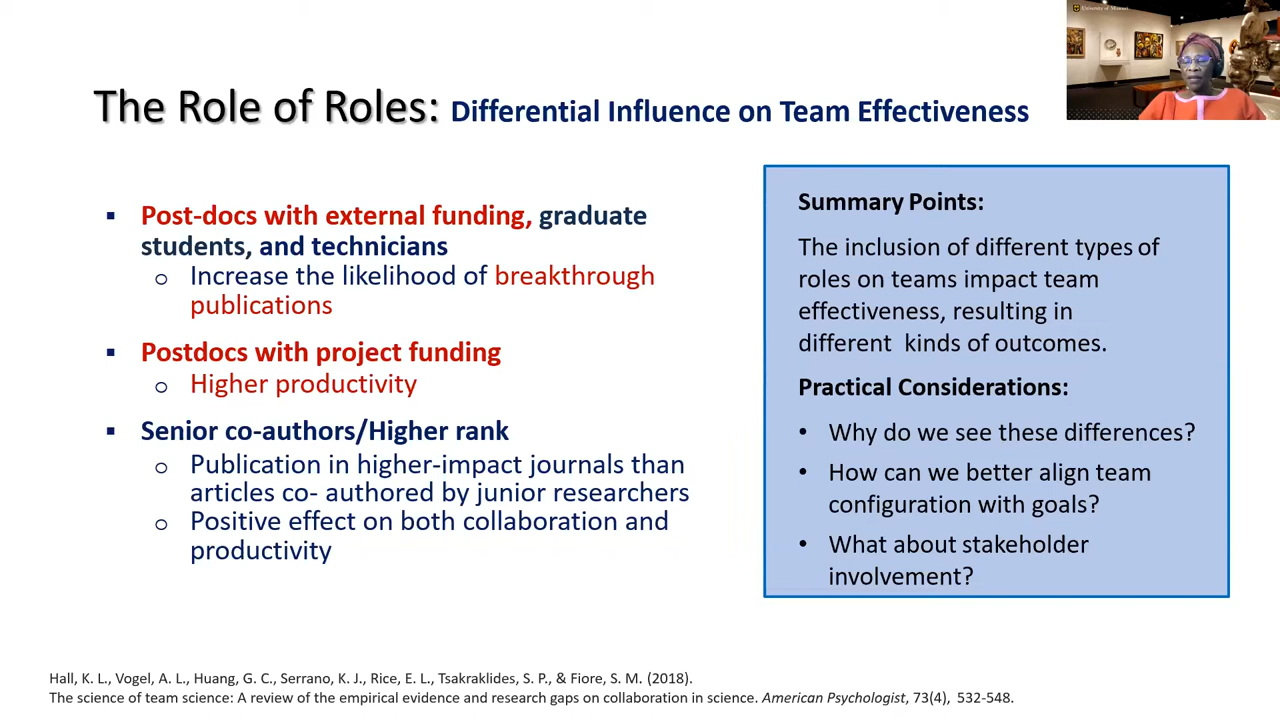 University of Missouri
The Role of Roles: Differential Influence on Team Effectiveness
▪ Post-docs with external funding, graduate
students, and technicians
o Increase the likelihood of breakthrough
publications
▪ Postdocs with project funding
o Higher productivity
▪ Senior co-authors/Higher rank
o Publication in higher-impact journals than
articles co- authored by junior researchers
o Positive effect on both collaboration and
productivity
Summary Points:
The inclusion of different types of
roles on teams impact team
effectiveness, resulting in
different kinds of outcomes.
Practical Considerations:
• Why do we see these differences?
• How can we better align team
configuration with goals?
• What about stakeholder
involvement?
Hall, K. L., Vogel, A. L., Huang, G. C., Serrano, K. J., Rice, E. L., Tsakraklides, S. P., & Fiore, S. M. (2018).
The science of team science: A review of the empirical evidence and research gaps on collaboration in science. American Psychologist, 73(4), 532-548.